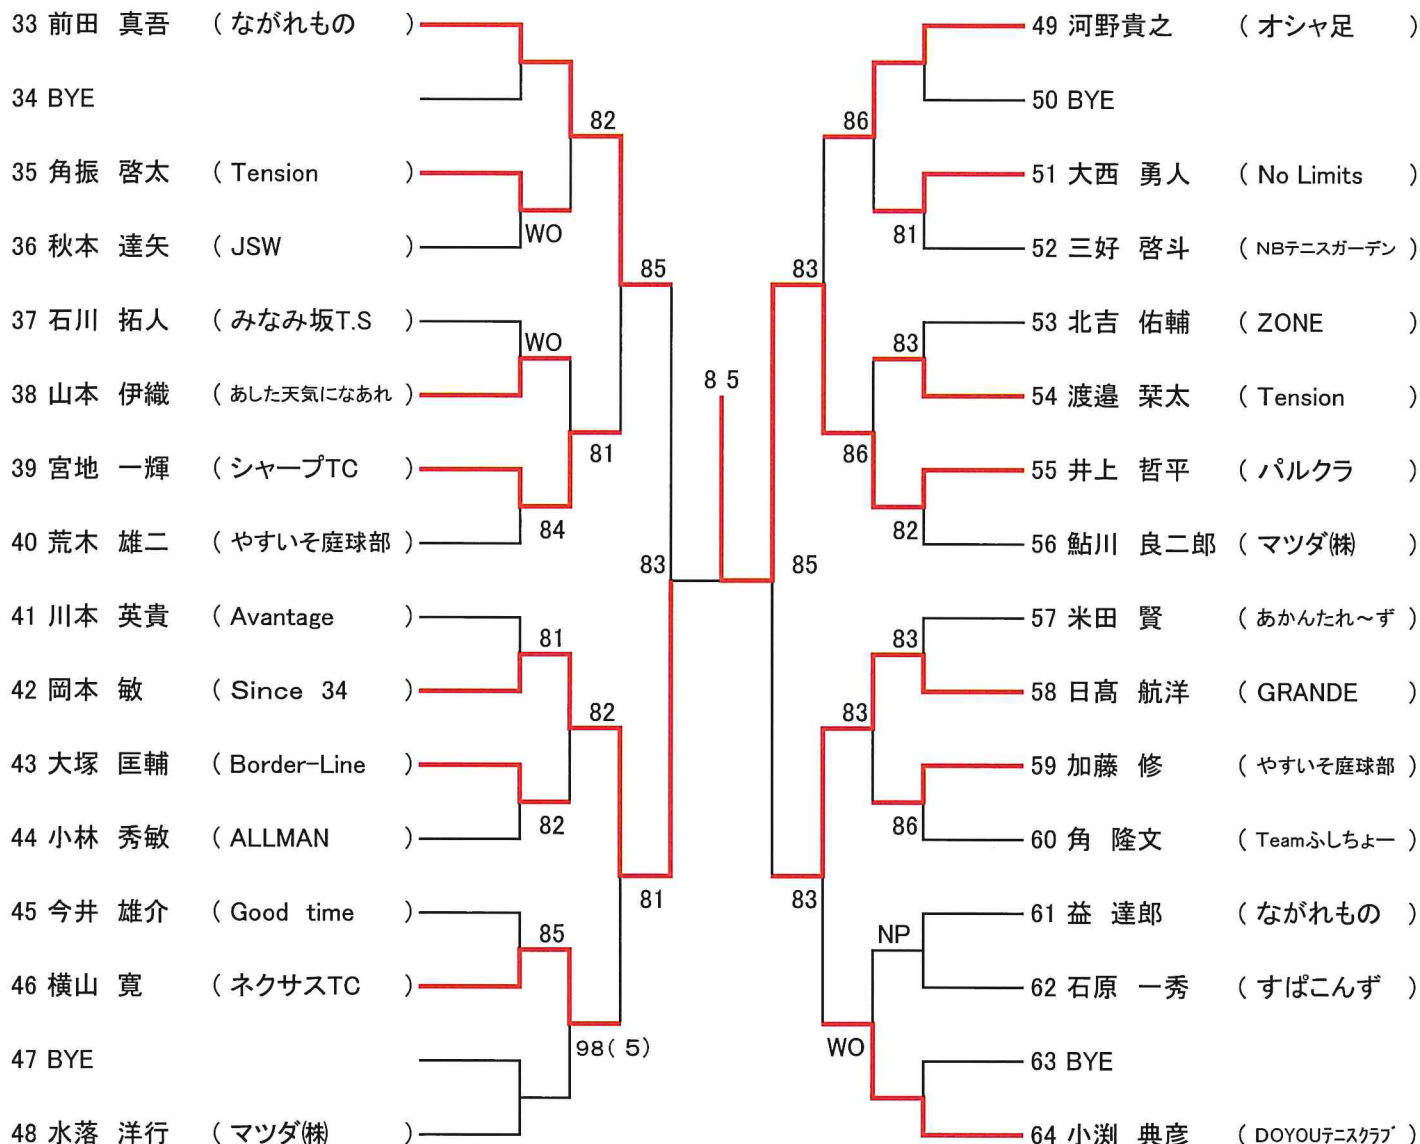 33 前田 真吾 ( ながれもの )
34 BYE
35 角振 啓太 ( Tension )
36 秋本 達矢 ( JSW )
37 石川 拓人 ( みなみ坂T.S )
38 山本 伊織 ( あした天気になあれ )
39 宮地 一輝 ( シャープTC )
40 荒木 雄二 ( やすいそ庭球部 )
41 川本 英貴 ( Avantage )
42 岡本 敏 ( Since 34 )
43 大塚 匡輔 ( Border-Line )
44 小林 秀敏 ( ALLMAN )
45 今井 雄介 ( Good time )
46 横山 寛 ( ネクサスTC )
47 BYE
48 水落 洋行 ( マツダ㈱ )
WO
WO
84
81
82
85
82
81
82
98( 5)
85
81
83
8 5
85
83
83
86
86
83
WO
81
83
82
83
86
NP
49 河野貴之 ( オシャ足 )
50 BYE
51 大西 勇人 ( No Limits )
52 三好 啓斗 ( NBテニスガーデン )
53 北吉 佑輔 ( ZONE )
54 渡邉 栞太 ( Tension )
55 井上 哲平 ( パルクラ )
56 鮎川 良二郎 ( マツダ㈱ )
57 米田 賢 ( あかんたれ～ず )
58 日髙 航洋 ( GRANDE )
59 加藤 修 ( やすいそ庭球部 )
60 角 隆文 ( Teamふしちょー )
61 益 達郎 ( ながれもの )
62 石原 一秀 ( すぱこんず )
63 BYE
64 小渕 典彦 ( DOYOUテニスクラブ )